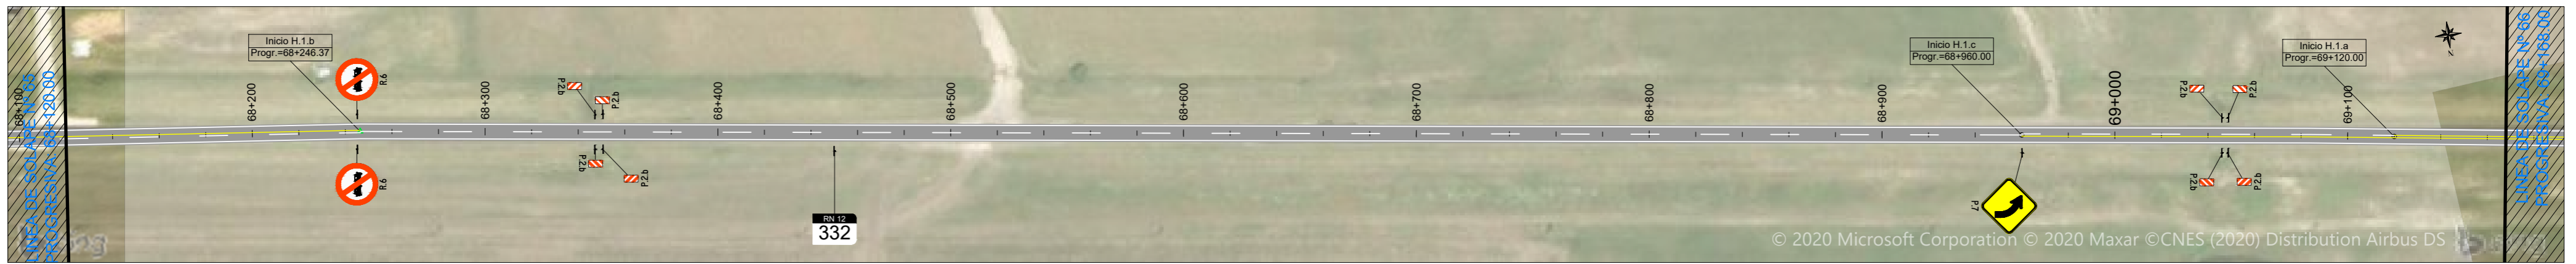 LINEA DE SOLAPE Nº
PROGRESIVA 68+120.00
68+100
Inicio H.1.b
Progr.=68+246.37
68+200
R.6
R.6
68+300
P.2.b
P.2.b
P.2.b
P.2.b
68+400
RN 12
332
68+500
68+600
68+700
68+800
68+900
Inicio H.1.c
Progr.=68+960.00
P.7
69+000
P.2.b
P.2.b
P.2.b
P.2.b
69+100
Inicio H.1.a
Progr.=69+120.00
LINEA DE SOLAPE Nº 66
PROGRESIVA 69+168.00
© 2020 Microsoft Corporation © 2020 Maxar ©CNES (2020) Distribution Airbus DS